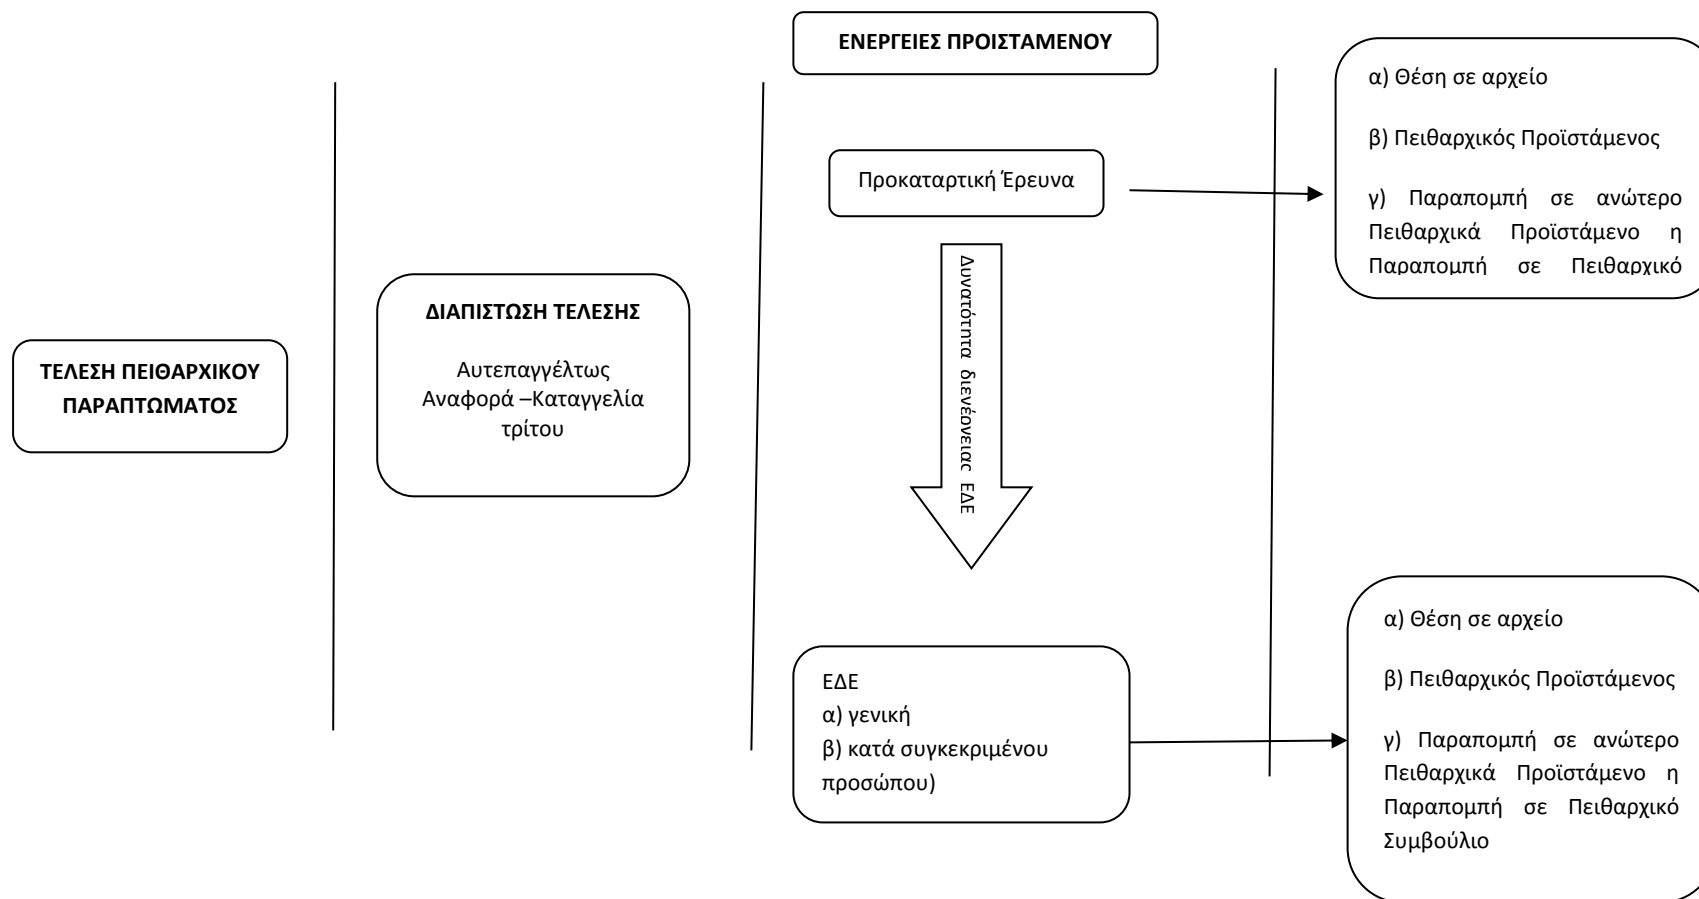 ΕΝΕΡΓΕΙΕΣ ΠΡΟΙΣΤΑΜΕΝΟΥ
ΤΕΛΕΣΗ ΠΕΙΘΑΡΧΙΚΟΥ
ΠΑΡΑΠΤΩΜΑΤΟΣ
ΔΙΑΠΙΣΤΩΣΗ ΤΕΛΕΣΗΣ
Αυτεπαγγέλτως
Αναφορά –Καταγγελία
τρίτου
Προκαταρτική Έρευνα
Δυνατότητα διενέργειας ΕΔΕ
ΕΔΕ
α) γενική
β) κατά συγκεκριμένου
προσώπου)
α) Θέση σε αρχείο
β) Πειθαρχικός Προϊστάμενος
γ) Παραπομπή σε ανώτερο
Πειθαρχικά Προϊστάμενο η
Παραπομπή σε Πειθαρχικό
α) Θέση σε αρχείο
β) Πειθαρχικός Προϊστάμενος
γ) Παραπομπή σε ανώτερο
Πειθαρχικά Προϊστάμενο η
Παραπομπή σε Πειθαρχικό
Συμβούλιο